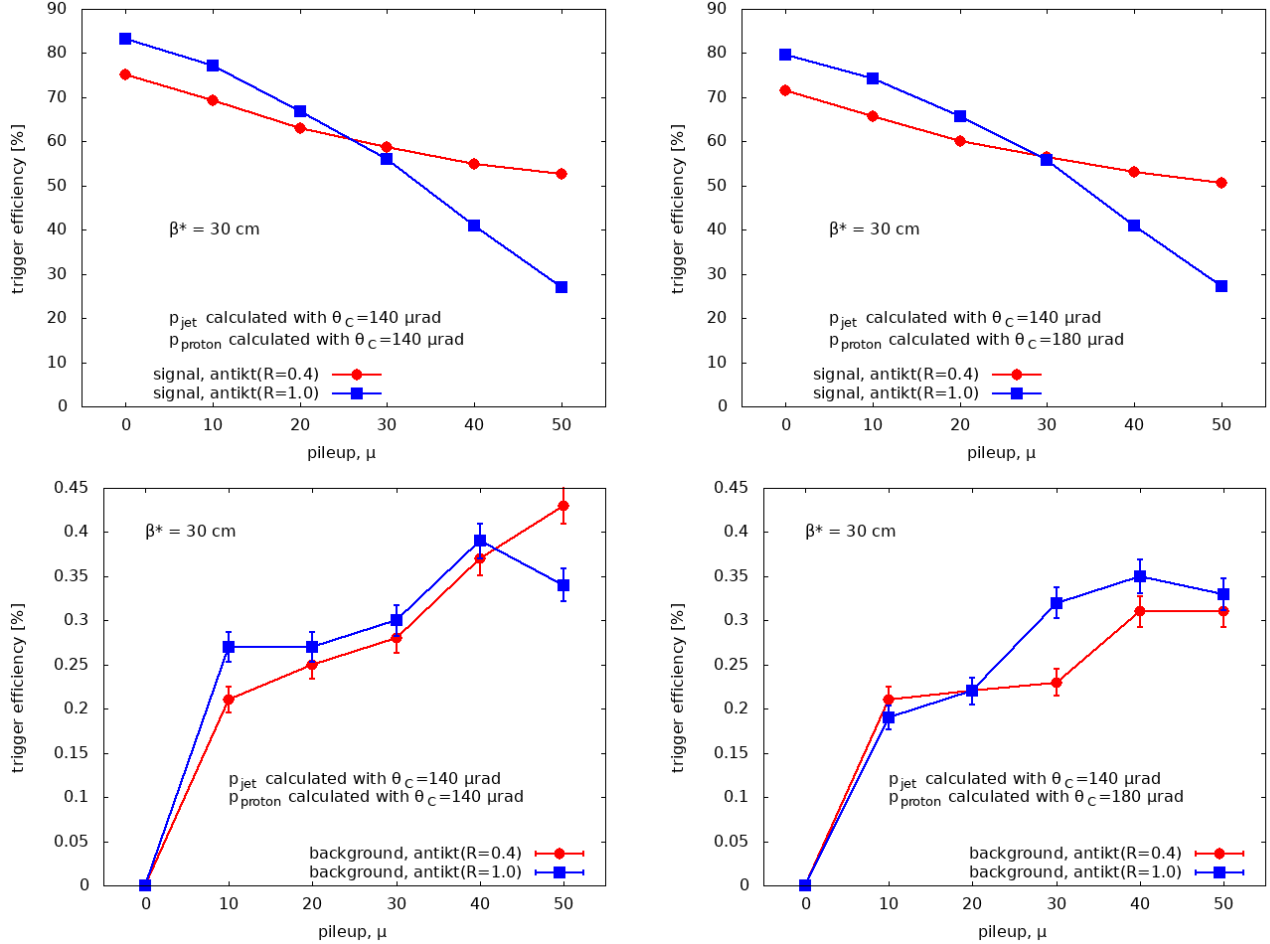 90
80
70
60
50
40
30
20
10
0
trigger efficiency [%]
β* = 30 cm
p_jet calculated with θ_C=140 μrad
p_proton calculated with θ_C=140 μrad
signal, antikt(R=0.4)
signal, antikt(R=1.0)
0 10 20 30 40 50
pileup, μ
90
80
70
60
50
40
30
20
10
0
trigger efficiency [%]
β* = 30 cm
p_jet calculated with θ_C=140 μrad
p_proton calculated with θ_C=180 μrad
signal, antikt(R=0.4)
signal, antikt(R=1.0)
0 10 20 30 40 50
pileup, μ
0.45
0.4
0.35
0.3
0.25
0.2
0.15
0.1
0.05
0
trigger efficiency [%]
β* = 30 cm
p_jet calculated with θ_C=140 μrad
p_proton calculated with θ_C=140 μrad
background, antikt(R=0.4)
background, antikt(R=1.0)
0 10 20 30 40 50
pileup, μ
0.45
0.4
0.35
0.3
0.25
0.2
0.15
0.1
0.05
0
trigger efficiency [%]
β* = 30 cm
p_jet calculated with θ_C=140 μrad
p_proton calculated with θ_C=180 μrad
background, antikt(R=0.4)
background, antikt(R=1.0)
0 10 20 30 40 50
pileup, μ